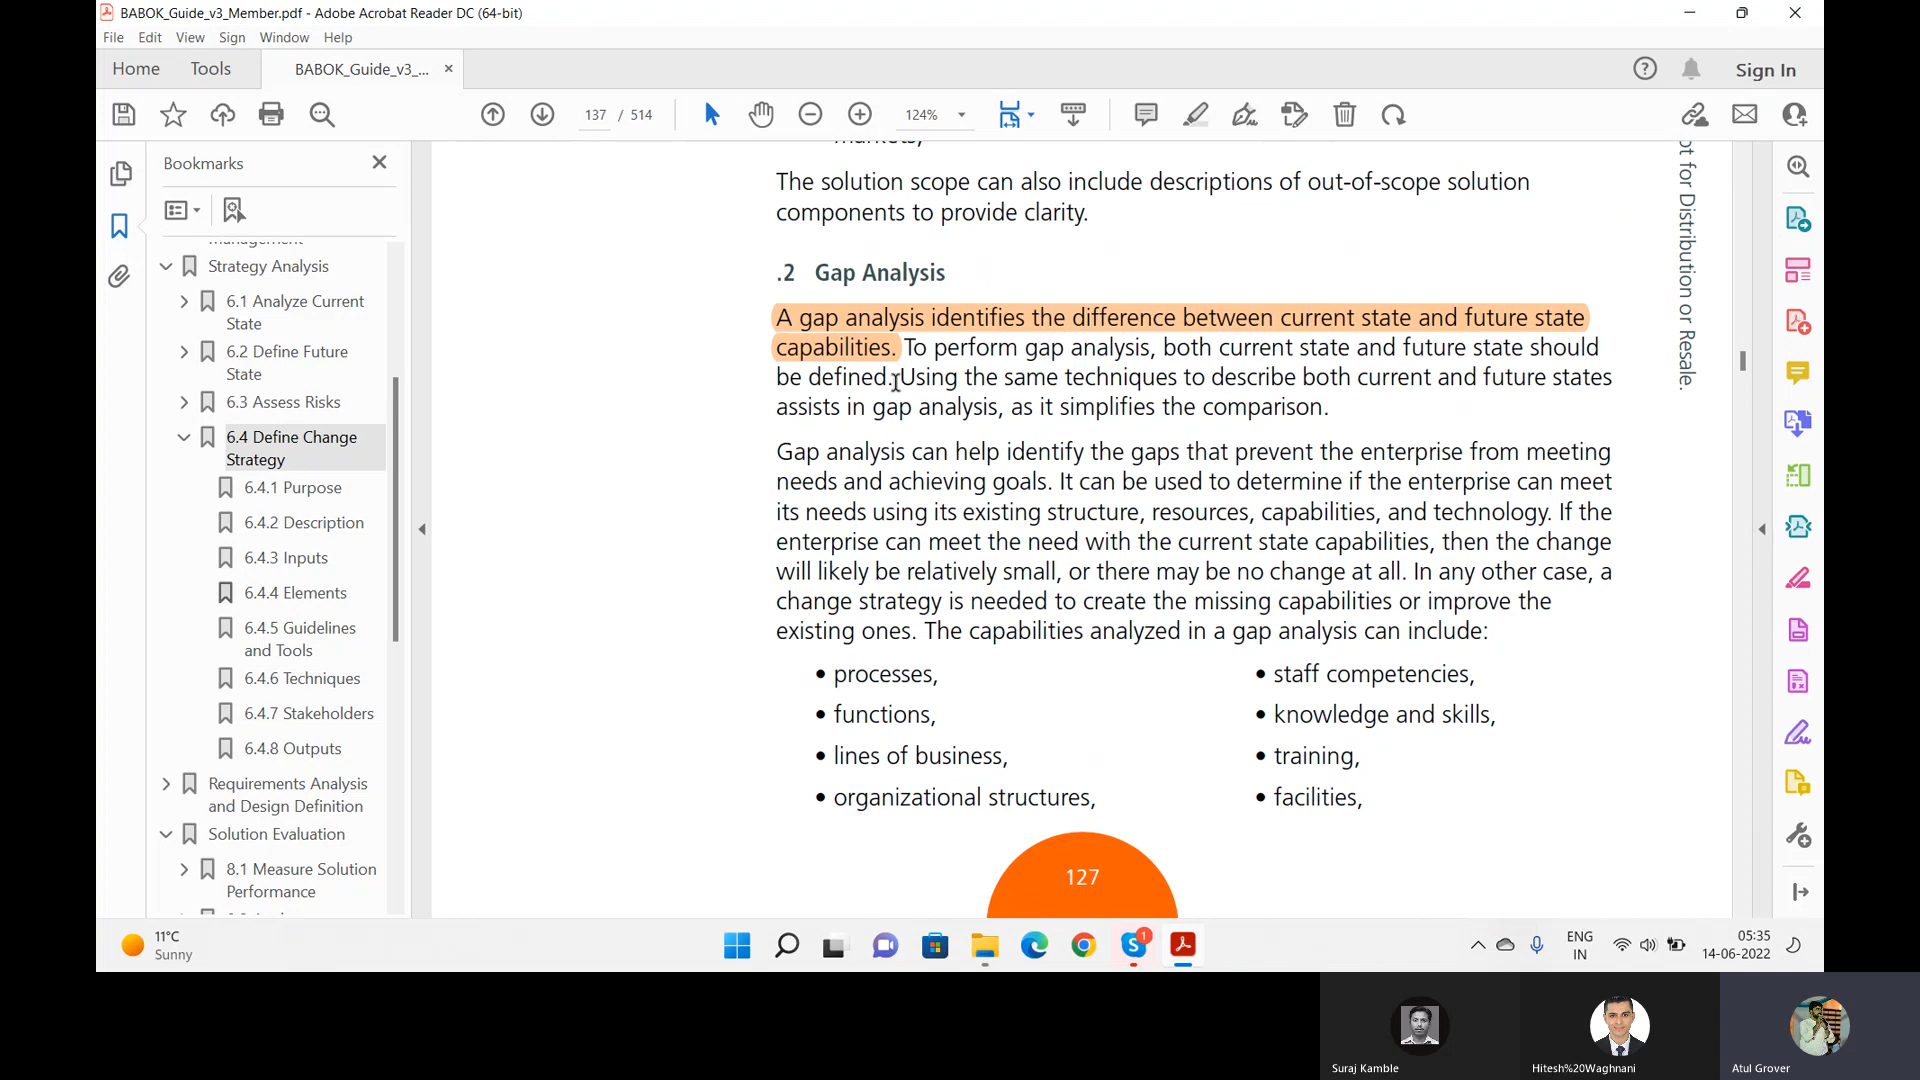 BABOK_Guide_v3_Member.pdf - Adobe Acrobat Reader DC (64-bit)
File Edit View Sign Window Help
Home Tools BABOK_Guide_v3_... × Sign In
137 / 514 124%
Bookmarks
Strategy Analysis
6.1 Analyze Current
State
6.2 Define Future
State
6.3 Assess Risks
6.4 Define Change
Strategy
6.4.1 Purpose
6.4.2 Description
6.4.3 Inputs
6.4.4 Elements
6.4.5 Guidelines
and Tools
6.4.6 Techniques
6.4.7 Stakeholders
6.4.8 Outputs
Requirements Analysis
and Design Definition
Solution Evaluation
8.1 Measure Solution
Performance
The solution scope can also include descriptions of out-of-scope solution
components to provide clarity.
.2 Gap Analysis
A gap analysis identifies the difference between current state and future state
capabilities. To perform gap analysis, both current state and future state should
be defined. Using the same techniques to describe both current and future states
assists in gap analysis, as it simplifies the comparison.
Gap analysis can help identify the gaps that prevent the enterprise from meeting
needs and achieving goals. It can be used to determine if the enterprise can meet
its needs using its existing structure, resources, capabilities, and technology. If the
enterprise can meet the need with the current state capabilities, then the change
will likely be relatively small, or there may be no change at all. In any other case, a
change strategy is needed to create the missing capabilities or improve the
existing ones. The capabilities analyzed in a gap analysis can include:
• processes,
• functions,
• lines of business,
• organizational structures,
• staff competencies,
• knowledge and skills,
• training,
• facilities,
127
for Distribution or Resale.
11°C
Sunny
1
ENG
IN
05:35
14-06-2022
Suraj Kamble
Hitesh%20Waghnani
Atul Grover